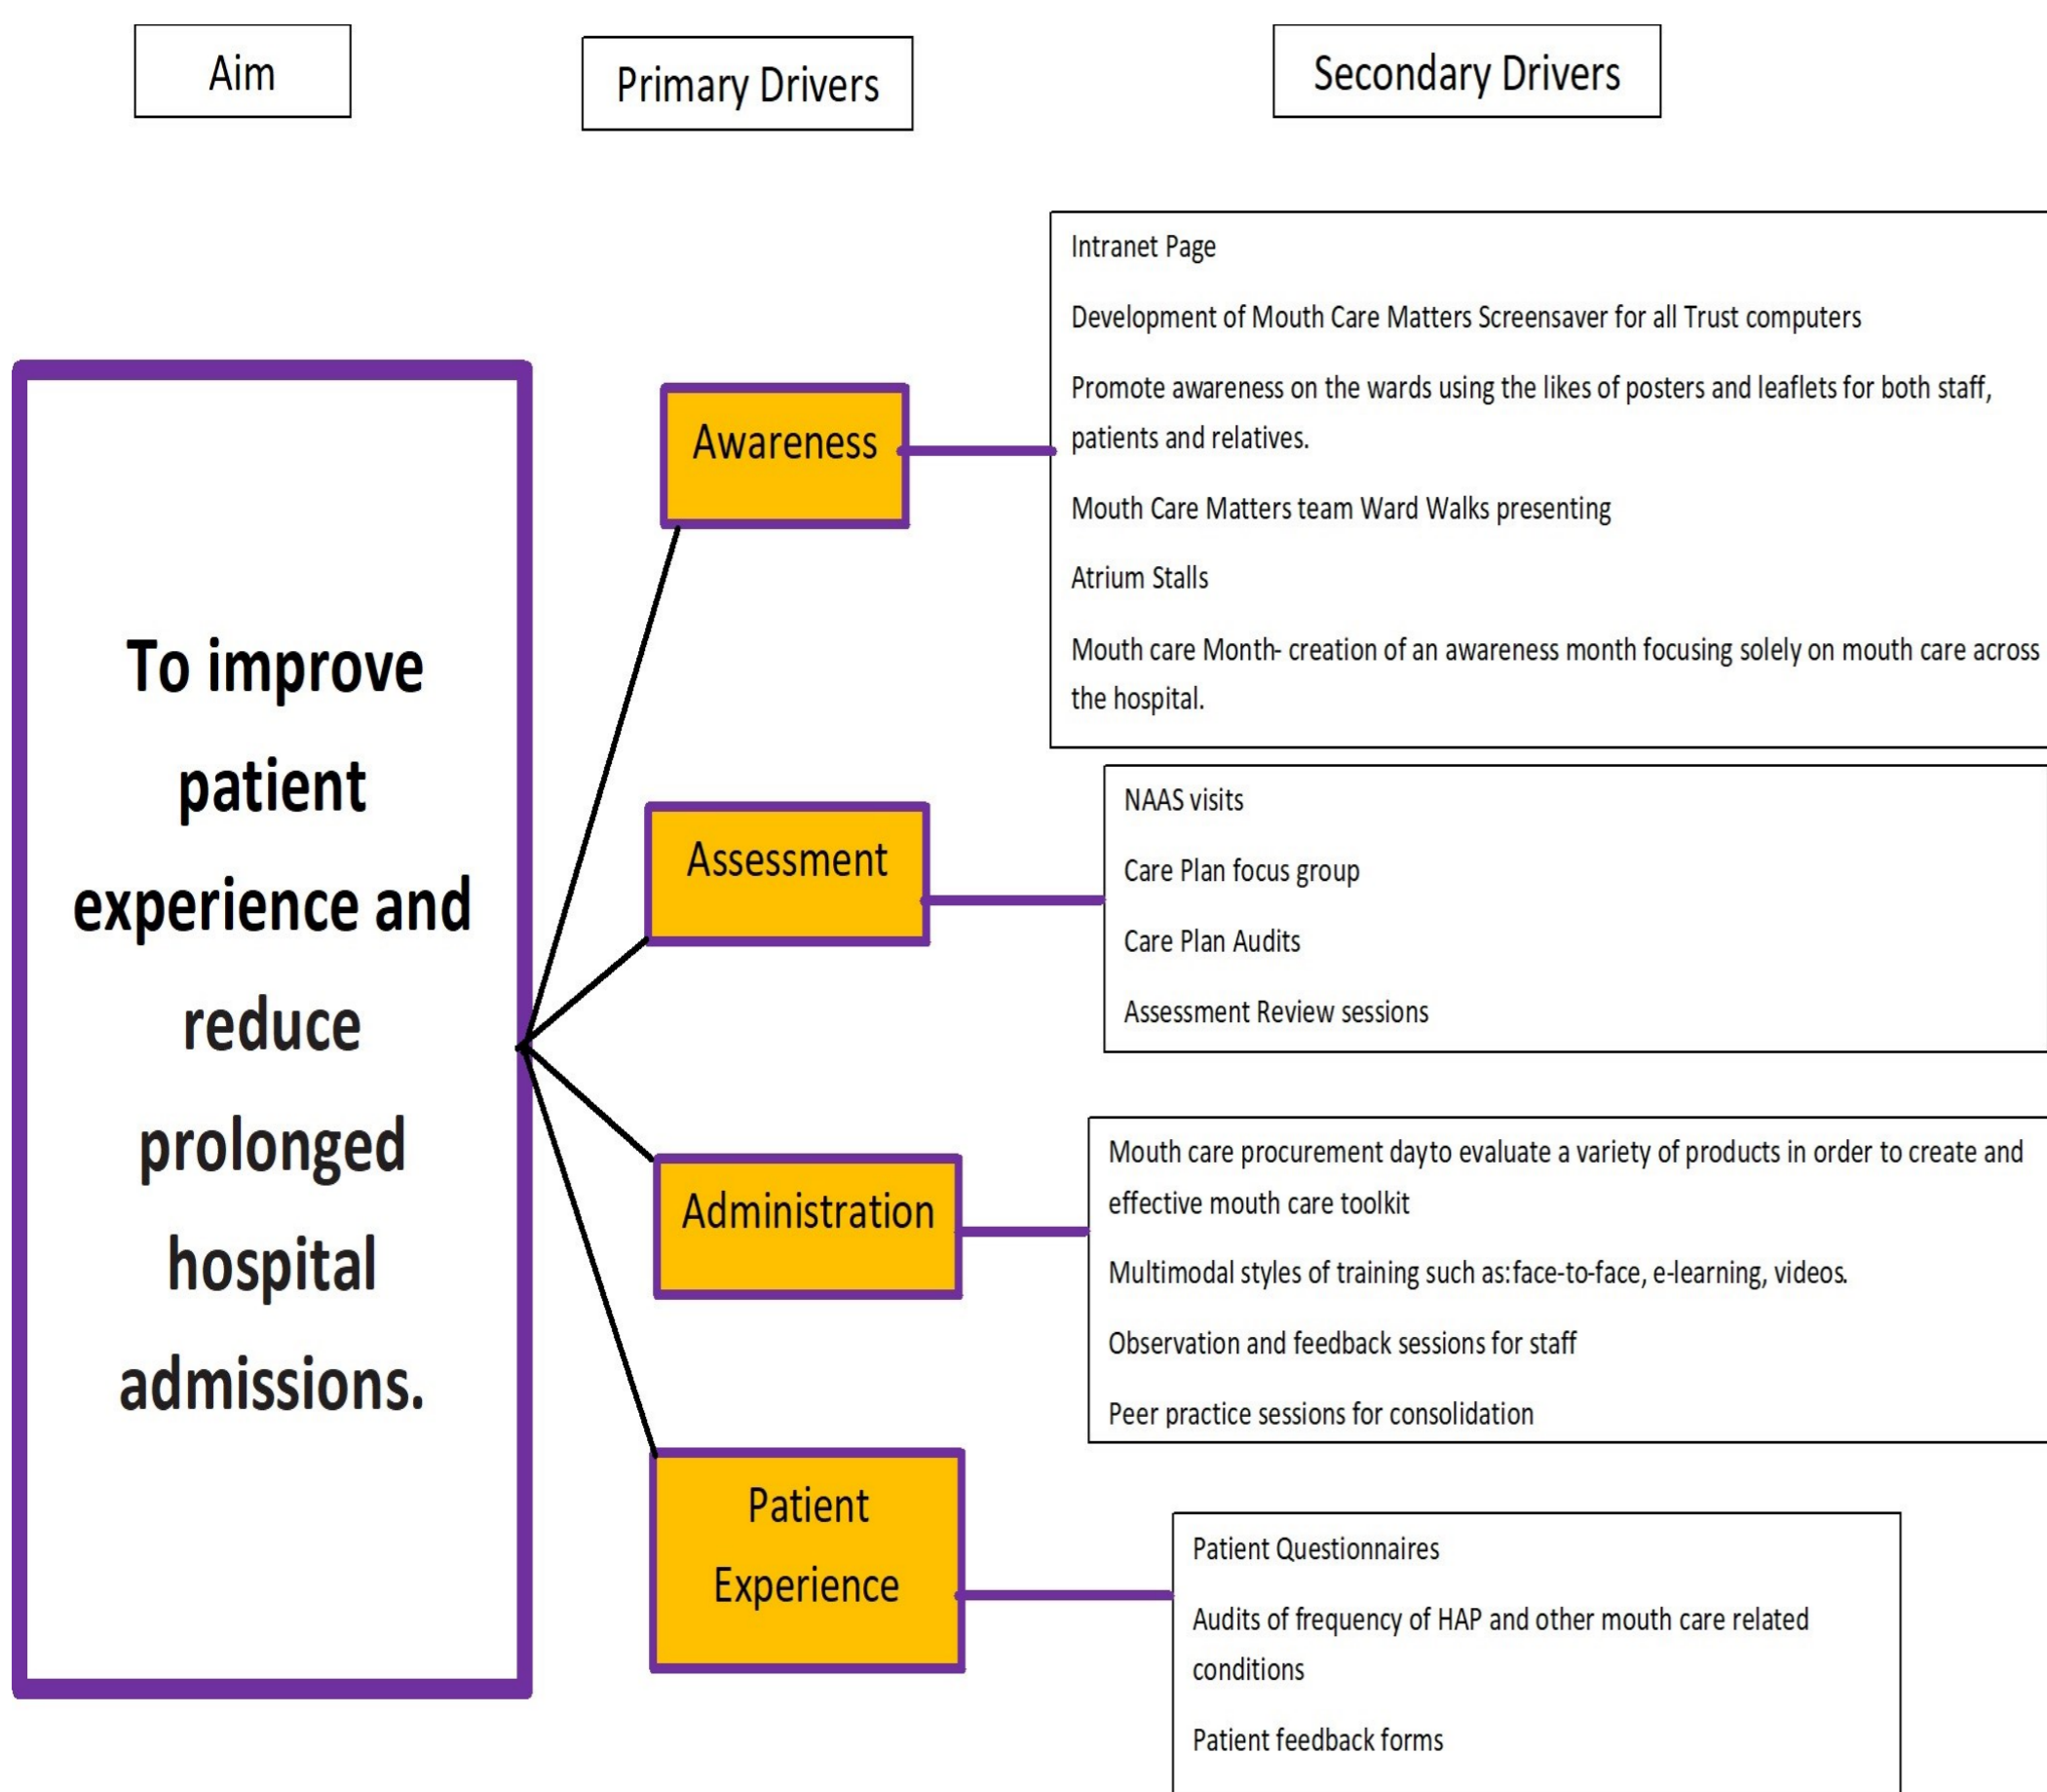 Aim
Primary Drivers
Secondary Drivers
To improve
patient
experience and
reduce
prolonged
hospital
admissions.
Awareness
Intranet Page
Development of Mouth Care Matters Screensaver for all Trust computers
Promote awareness on the wards using the likes of posters and leaflets for both staff,
patients and relatives.
Mouth Care Matters team Ward Walks presenting
Atrium Stalls
Mouth care Month- creation of an awareness month focusing solely on mouth care across
the hospital.
Assessment
NAAS visits
Care Plan focus group
Care Plan Audits
Assessment Review sessions
Administration
Mouth care procurement dayto evaluate a variety of products in order to create and
effective mouth care toolkit
Multimodal styles of training such as:face-to-face, e-learning, videos.
Observation and feedback sessions for staff
Peer practice sessions for consolidation
Patient
Experience
Patient Questionnaires
Audits of frequency of HAP and other mouth care related
conditions
Patient feedback forms